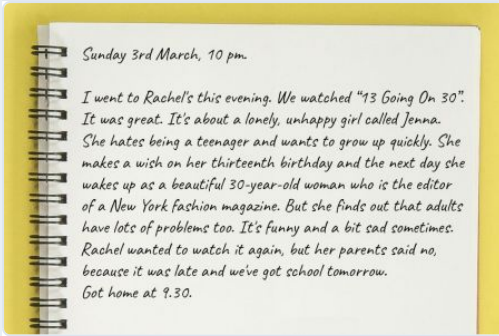 Sunday 3rd March, 10 pm.
I went to Rachel's this evening. We watched “13 Going On 30”.
It was great. It's about a lonely, unhappy girl called Jenna.
She hates being a teenager and wants to grow up quickly. She
makes a wish on her thirteenth birthday and the next day she
wakes up as a beautiful 30-year-old woman who is the editor
of a New York fashion magazine. But she finds out that adults
have lots of problems too. It's funny and a bit sad sometimes.
Rachel wanted to watch it again, but her parents said no,
because it was late and we've got school tomorrow.
Got home at 9.30.